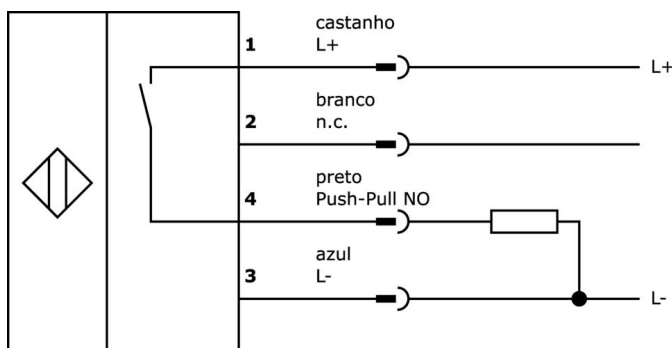 castanho
1 L+
L+
branco
2 n.c.
preto
4 Push-Pull NO
azul
3 L-
L-